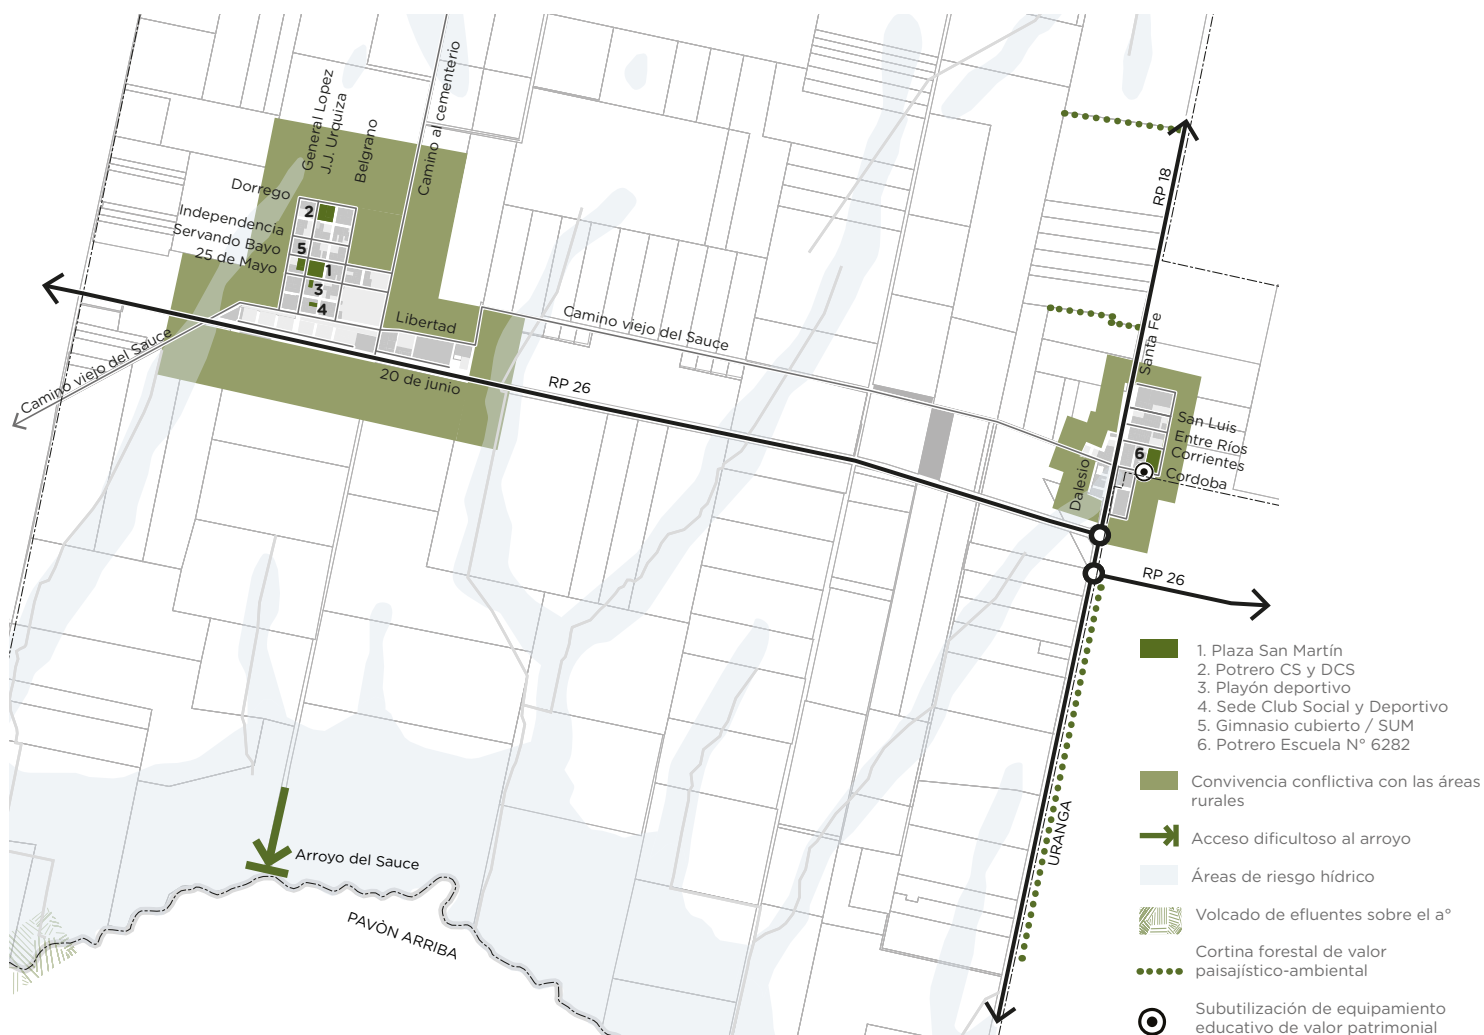 General Lopez
J.J. Urquiza
Belgrano
Camino al cementerio
Dorrego
Independencia
Servando Bayo
25 de Mayo
2
5
1
3
4
Libertad
Camino viejo del Sauce
20 de junio
Camino viejo del Sauce
RP 26
RP 18
Santa Fe
San Luis
Entre Ríos
Corrientes
Cordoba
6
Dalesio
RP 26
URANGA
Arroyo del Sauce
PAVÒN ARRIBA
1. Plaza San Martín
2. Potrero CS y DCS
3. Playón deportivo
4. Sede Club Social y Deportivo
5. Gimnasio cubierto / SUM
6. Potrero Escuela N° 6282
Convivencia conflictiva con las áreas
rurales
Acceso dificultoso al arroyo
Áreas de riesgo hídrico
Volcado de efluentes sobre el a°
Cortina forestal de valor
paisajístico-ambiental
Subutilización de equipamiento
educativo de valor patrimonial